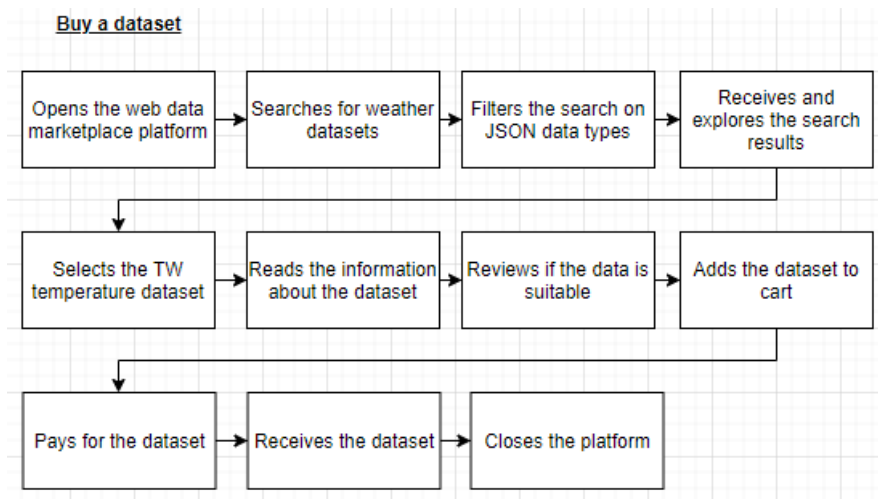 Buy a dataset
Opens the web data
marketplace platform
Searches for weather
datasets
Filters the search on
JSON data types
Receives and
explores the search
results
Selects the TW
temperature dataset
Reads the information
about the dataset
Reviews if the data is
suitable
Adds the dataset to
cart
Pays for the dataset
Receives the dataset
Closes the platform